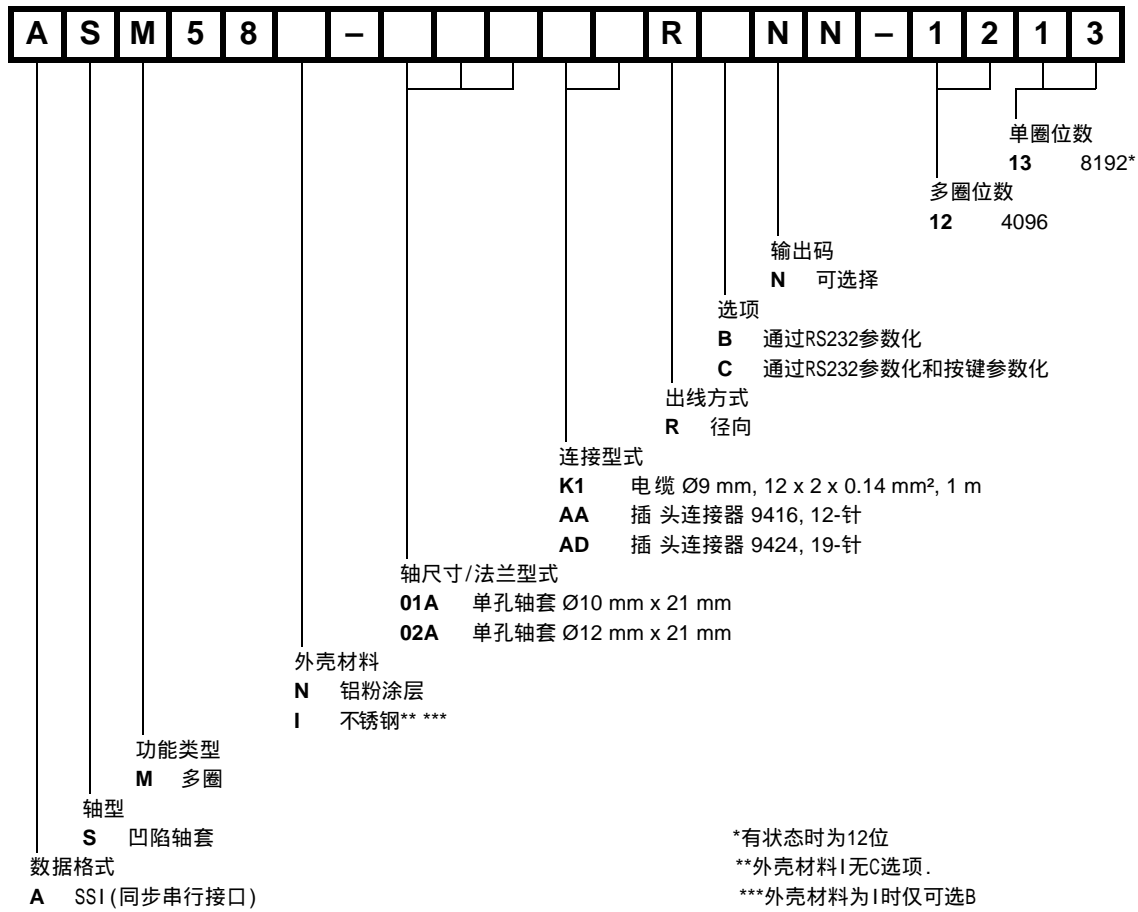 A S M 5 8 – R N N – 1 2 1 3
单圈位数
13 8192*
多圈位数
12 4096
输出码
N 可选择
选项
B 通过RS232参数化
C 通过RS232参数化和按键参数化
出线方式
R 径向
连接型式
K1 电缆 Ø9 mm, 12 x 2 x 0.14 mm², 1 m
AA 插 头连接器 9416, 12-针
AD 插 头连接器 9424, 19-针
轴尺寸/法兰型式
01A 单孔轴套 Ø10 mm x 21 mm
02A 单孔轴套 Ø12 mm x 21 mm
外壳材料
N 铝粉涂层
I 不锈钢** ***
功能类型
M 多圈
轴型
S 凹陷轴套
数据格式
A SSI(同步串行接口)
*有状态时为12位
**外壳材料I无C选项.
***外壳材料为I时仅可选B